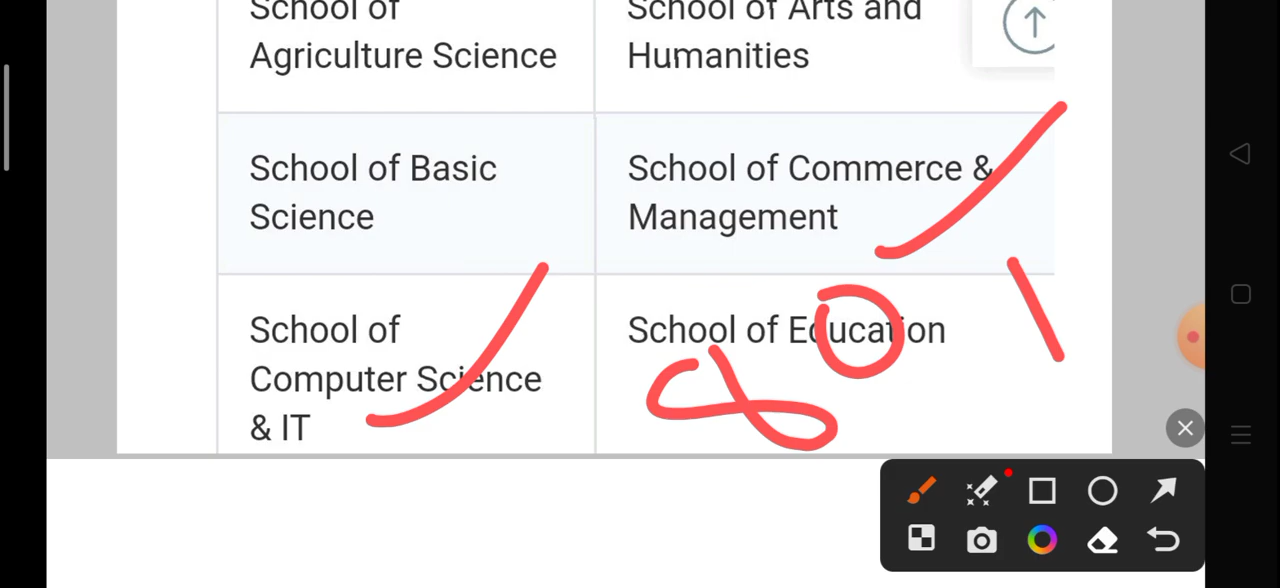 School of
Agriculture Science
School of Arts and
Humanities
School of Basic
Science
School of Commerce &
Management
School of
Computer Science
& IT
School of Education
801